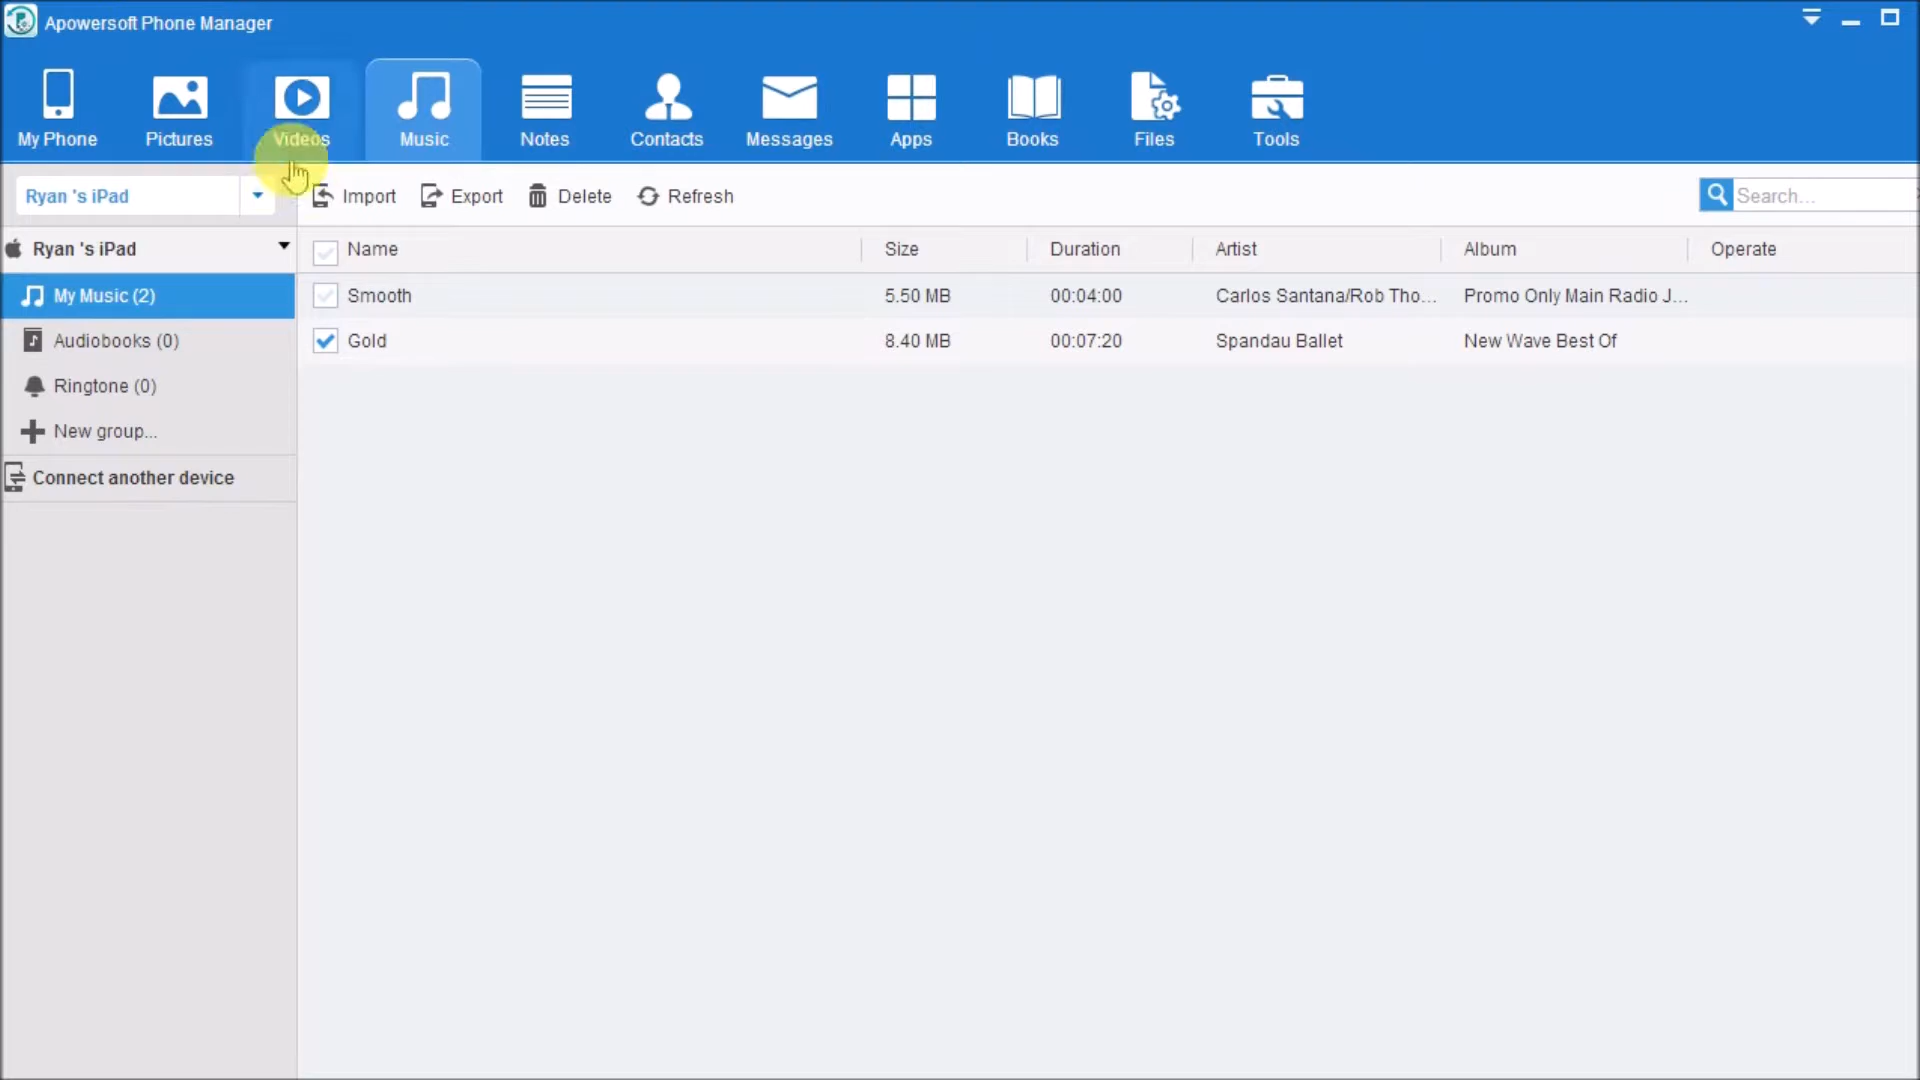 Apowersoft Phone Manager
My Phone Pictures Videos Music Notes Contacts Messages Apps Books Files Tools
Ryan 's iPad Import Export Delete Refresh Search...
Ryan 's iPad Name Size Duration Artist Album Operate
My Music (2) Smooth 5.50 MB 00:04:00 Carlos Santana/Rob Tho... Promo Only Main Radio J...
Audiobooks (0) Gold 8.40 MB 00:07:20 Spandau Ballet New Wave Best Of
Ringtone (0)
New group...
Connect another device